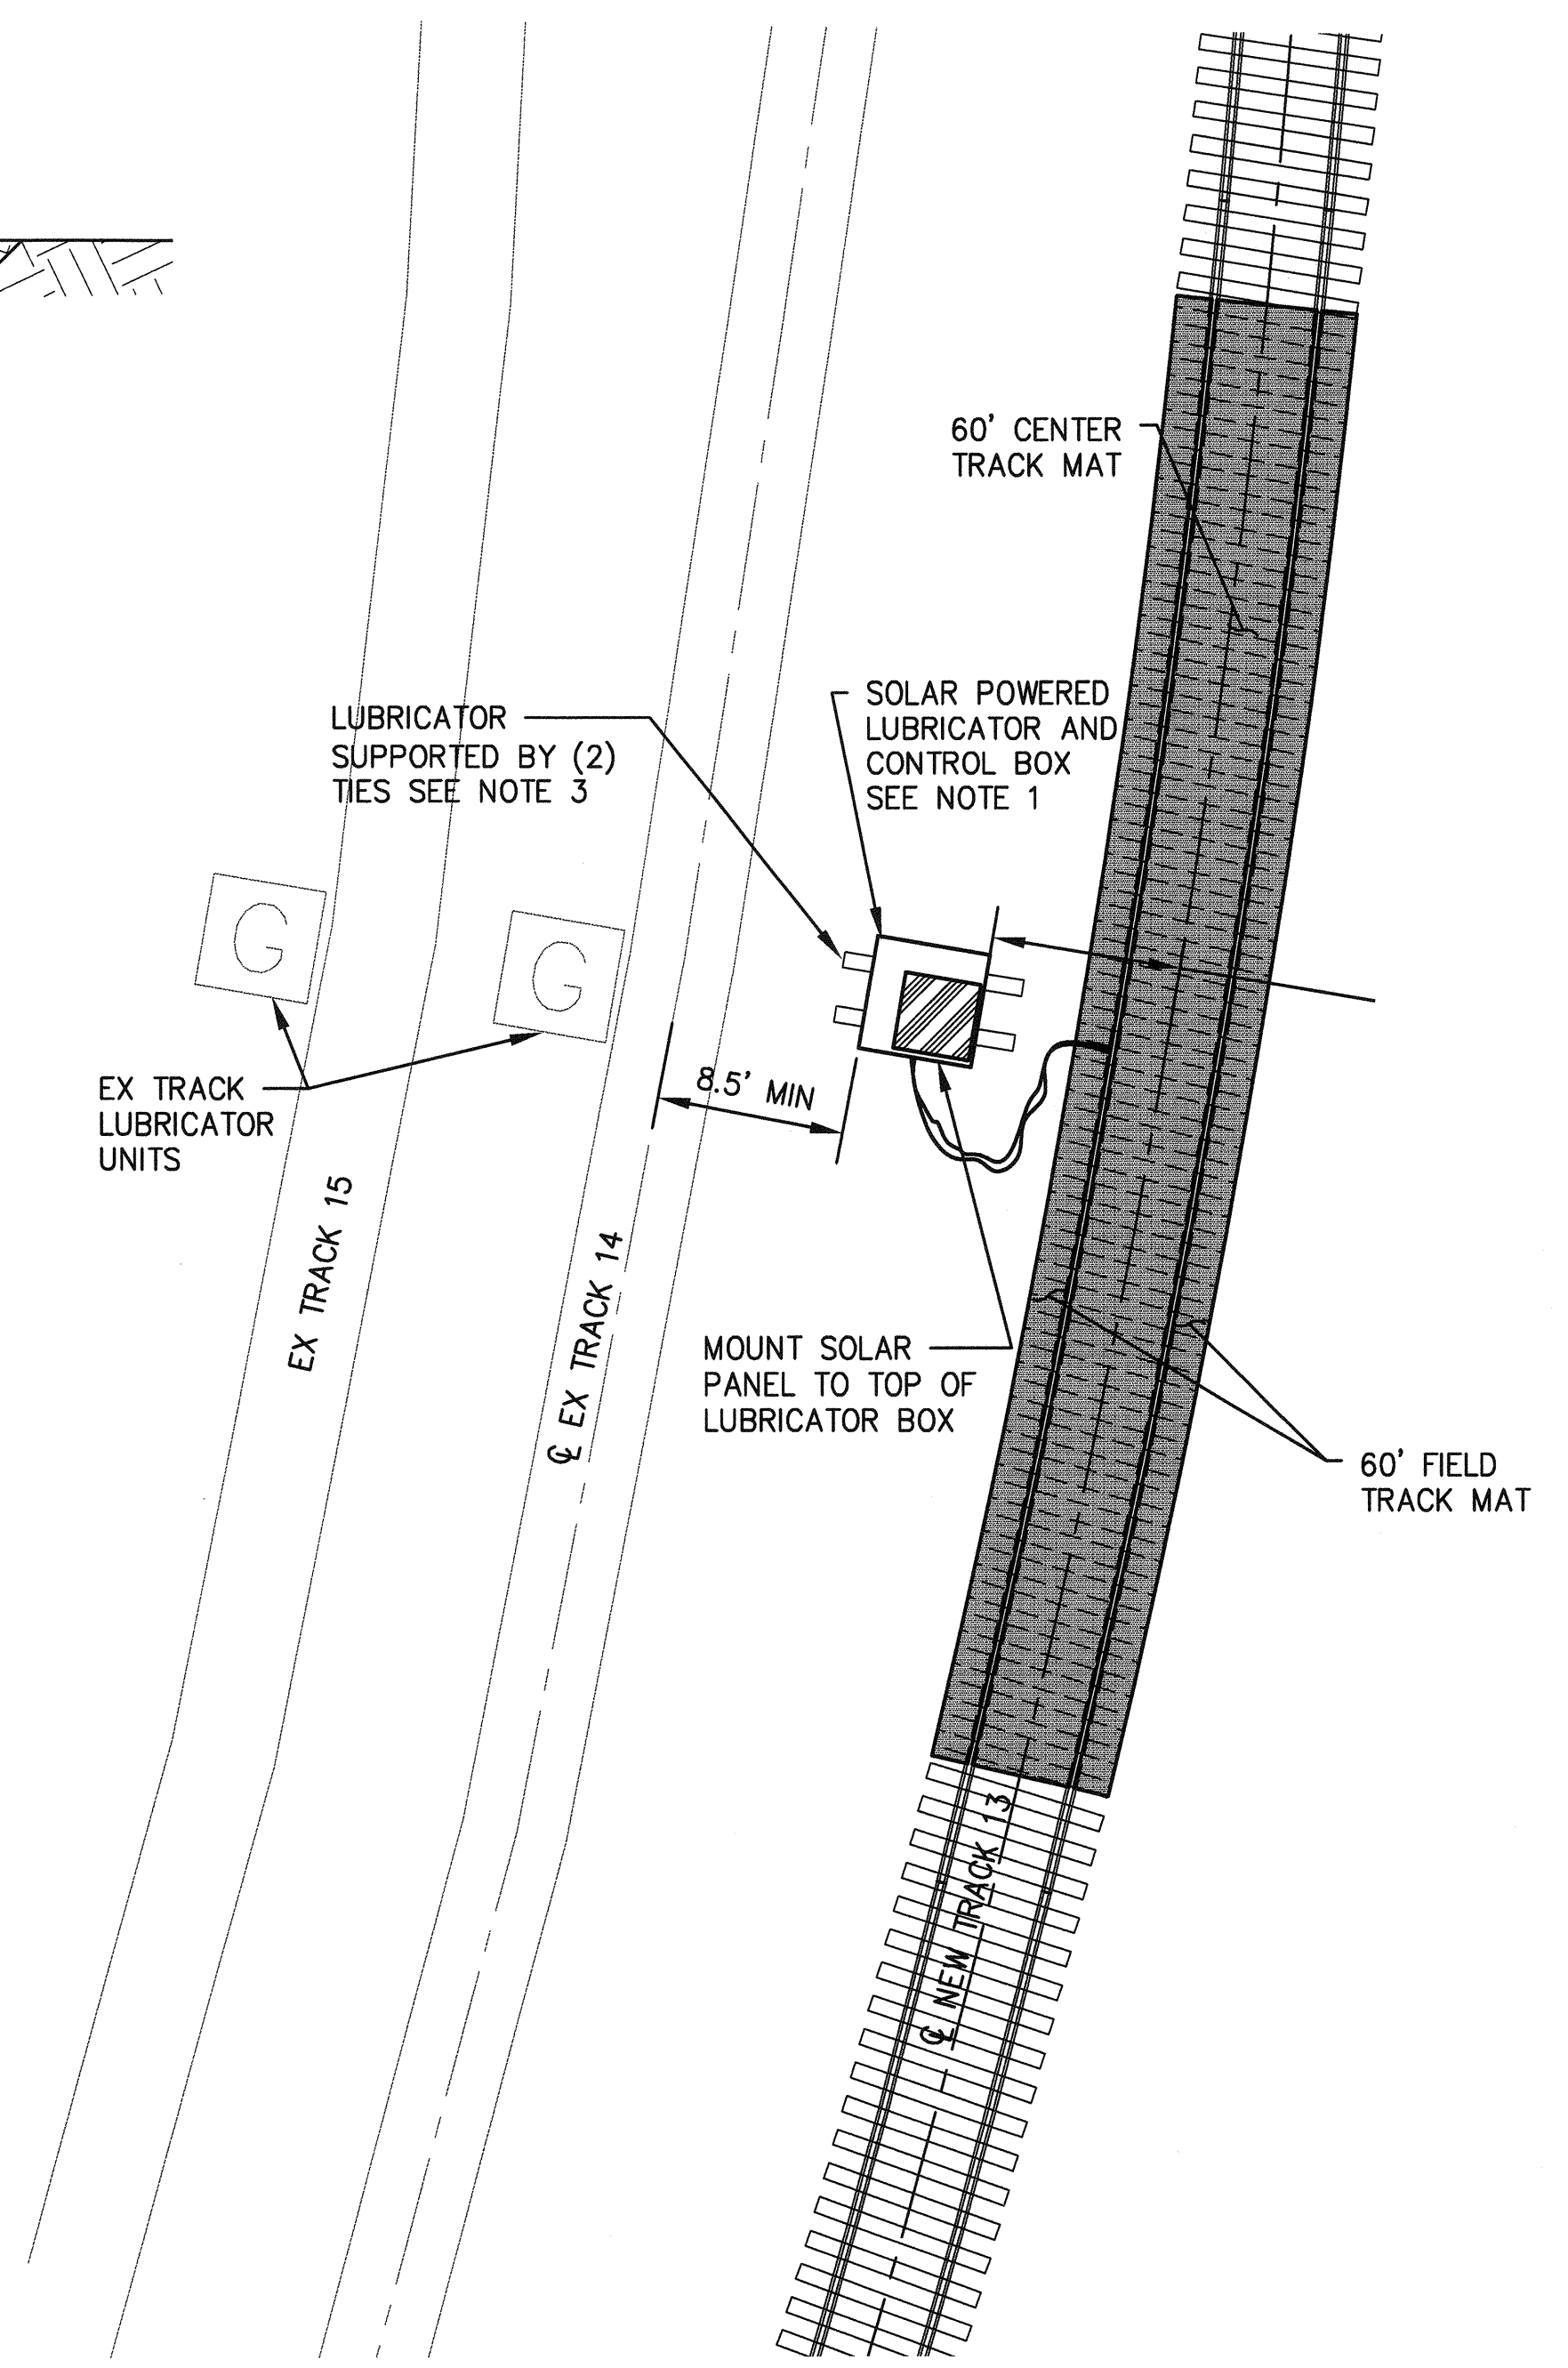 60' CENTER
TRACK MAT
LUBRICATOR
SUPPORTED BY (2)
TIES SEE NOTE 3
SOLAR POWERED
LUBRICATOR AND
CONTROL BOX
SEE NOTE 1
G
G
EX TRACK
LUBRICATOR
UNITS
8.5' MIN
EX TRACK 15
℄ EX TRACK 14
MOUNT SOLAR
PANEL TO TOP OF
LUBRICATOR BOX
60' FIELD
TRACK MAT
℄ NEW TRACK 13